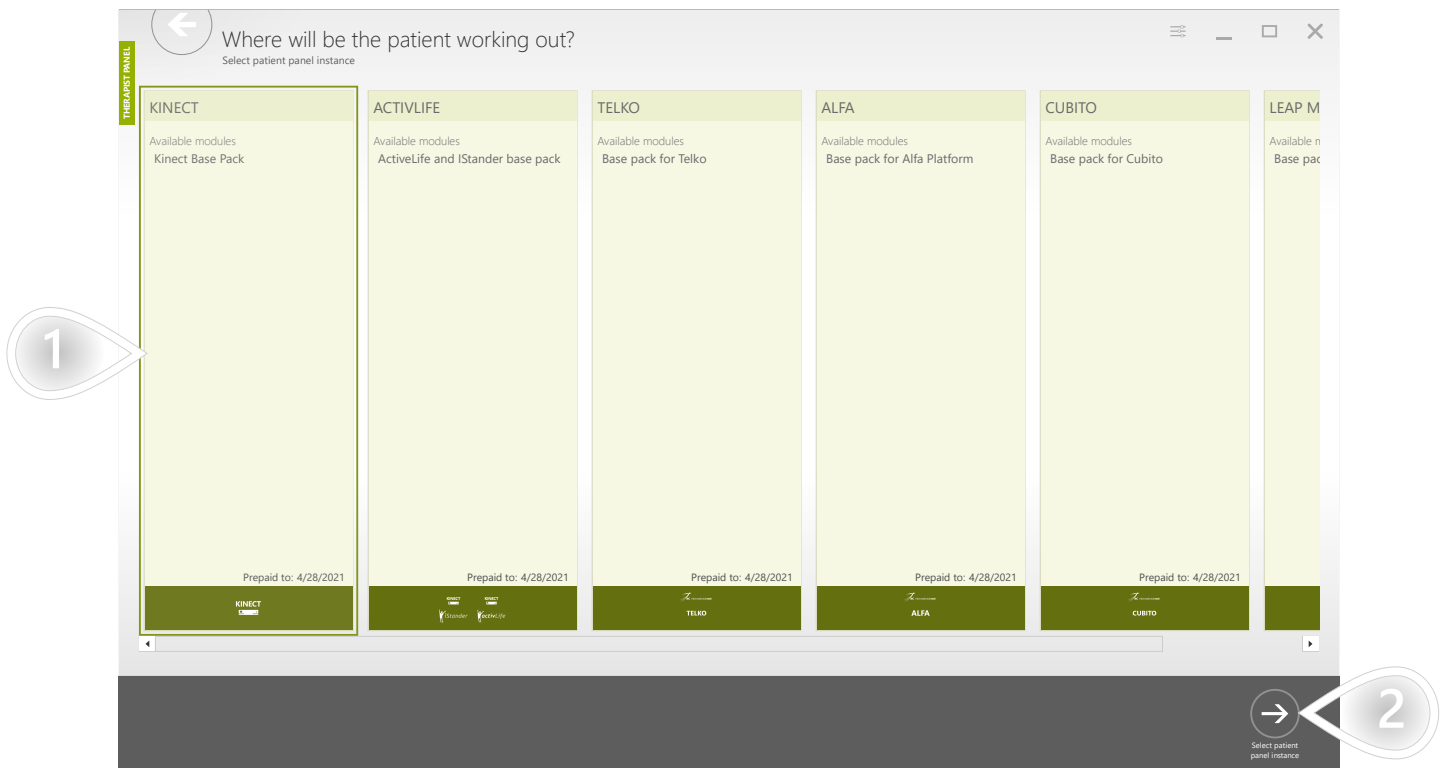 Where will be the patient working out?
Select patient panel instance
THERAPIST PANEL
KINECT
Available modules
Kinect Base Pack
Prepaid to: 4/28/2021
KINECT
ACTIVLIFE
Available modules
ActiveLife and IStander base pack
Prepaid to: 4/28/2021
KINECT KINECT
iStander activLife
TELKO
Available modules
Base pack for Telko
Prepaid to: 4/28/2021
TELKO
ALFA
Available modules
Base pack for Alfa Platform
Prepaid to: 4/28/2021
ALFA
CUBITO
Available modules
Base pack for Cubito
Prepaid to: 4/28/2021
CUBITO
LEAP M
Available
Base pac
1
2
Select patient
panel instance